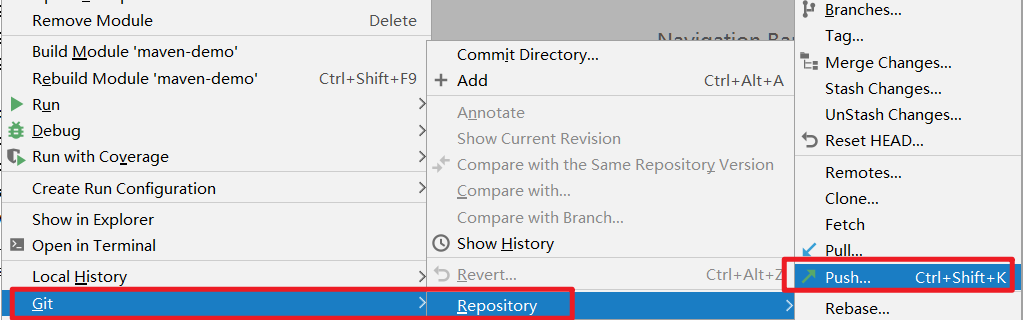 Remove Module Delete
Build Module 'maven-demo'
Rebuild Module 'maven-demo' Ctrl+Shift+F9
Run
Debug
Run with Coverage
Create Run Configuration
Show in Explorer
Open in Terminal
Local History
Git
Navigation Ba
Commit Directory...
Add Ctrl+Alt+A
Annotate
Show Current Revision
Compare with the Same Repository Version
Compare with...
Compare with Branch...
Show History
Revert... Ctrl+Alt+Z
Repository
Branches...
Tag...
Merge Changes...
Stash Changes...
UnStash Changes...
Reset HEAD...
Remotes...
Clone...
Fetch
Pull...
Push... Ctrl+Shift+K
Rebase...